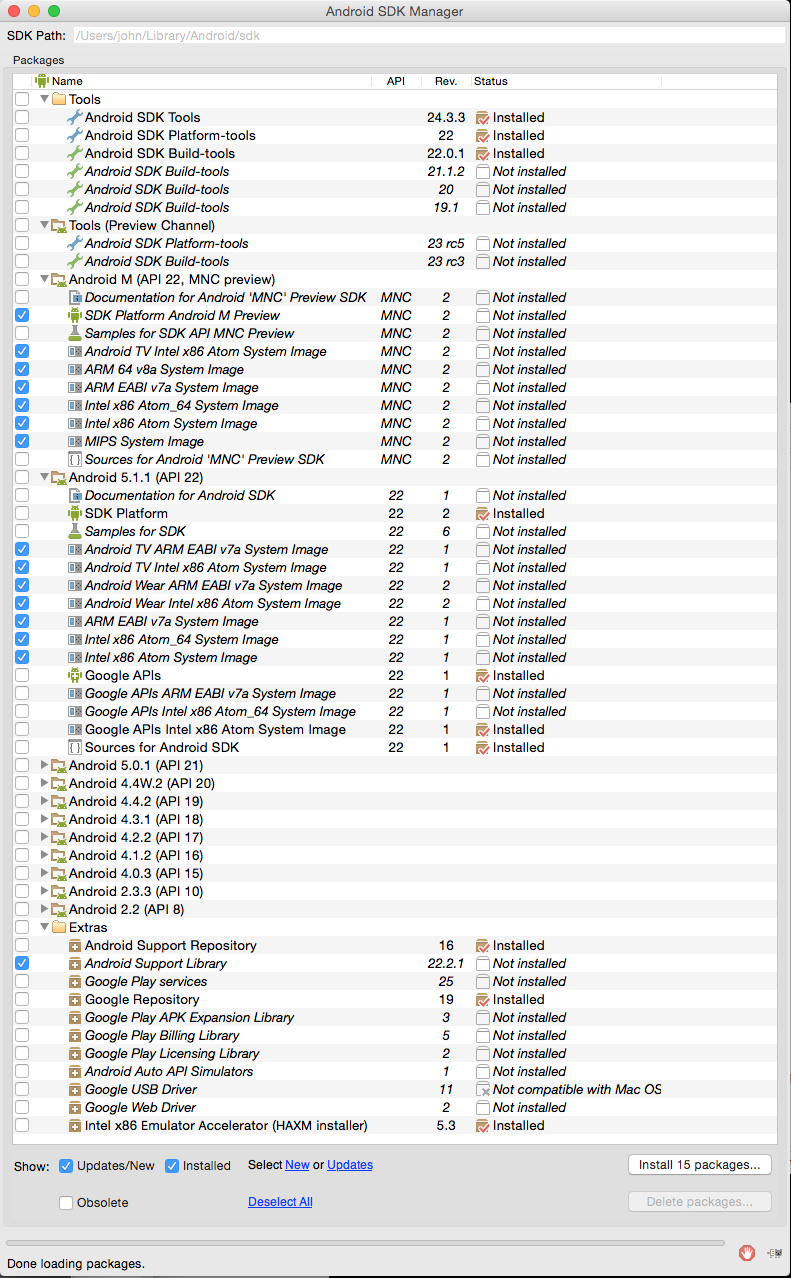 Android SDK Manager
SDK Path: /Users/john/Library/Android/sdk
Packages
Name API Rev. Status
Tools
Android SDK Tools 24.3.3 Installed
Android SDK Platform-tools 22 Installed
Android SDK Build-tools 22.0.1 Installed
Android SDK Build-tools 21.1.2 Not installed
Android SDK Build-tools 20 Not installed
Android SDK Build-tools 19.1 Not installed
Tools (Preview Channel)
Android SDK Platform-tools 23 rc5 Not installed
Android SDK Build-tools 23 rc3 Not installed
Android M (API 22, MNC preview)
Documentation for Android 'MNC' Preview SDK MNC 2 Not installed
SDK Platform Android M Preview MNC 2 Not installed
Samples for SDK API MNC Preview MNC 2 Not installed
Android TV Intel x86 Atom System Image MNC 2 Not installed
ARM 64 v8a System Image MNC 2 Not installed
ARM EABI v7a System Image MNC 2 Not installed
Intel x86 Atom_64 System Image MNC 2 Not installed
Intel x86 Atom System Image MNC 2 Not installed
MIPS System Image MNC 2 Not installed
Sources for Android 'MNC' Preview SDK MNC 2 Not installed
Android 5.1.1 (API 22)
Documentation for Android SDK 22 1 Not installed
SDK Platform 22 2 Installed
Samples for SDK 22 6 Not installed
Android TV ARM EABI v7a System Image 22 1 Not installed
Android TV Intel x86 Atom System Image 22 1 Not installed
Android Wear ARM EABI v7a System Image 22 2 Not installed
Android Wear Intel x86 Atom System Image 22 2 Not installed
ARM EABI v7a System Image 22 1 Not installed
Intel x86 Atom_64 System Image 22 1 Not installed
Intel x86 Atom System Image 22 1 Not installed
Google APIs 22 1 Installed
Google APIs ARM EABI v7a System Image 22 1 Not installed
Google APIs Intel x86 Atom_64 System Image 22 1 Not installed
Google APIs Intel x86 Atom System Image 22 1 Installed
Sources for Android SDK 22 1 Installed
Android 5.0.1 (API 21)
Android 4.4W.2 (API 20)
Android 4.4.2 (API 19)
Android 4.3.1 (API 18)
Android 4.2.2 (API 17)
Android 4.1.2 (API 16)
Android 4.0.3 (API 15)
Android 2.3.3 (API 10)
Android 2.2 (API 8)
Extras
Android Support Repository 16 Installed
Android Support Library 22.2.1 Not installed
Google Play services 25 Not installed
Google Repository 19 Installed
Google Play APK Expansion Library 3 Not installed
Google Play Billing Library 5 Not installed
Google Play Licensing Library 2 Not installed
Android Auto API Simulators 1 Not installed
Google USB Driver 11 Not compatible with Mac OS
Google Web Driver 2 Not installed
Intel x86 Emulator Accelerator (HAXM installer) 5.3 Installed
Show: Updates/New Installed Select New or Updates Install 15 packages...
Obsolete Deselect All Delete packages...
Done loading packages.